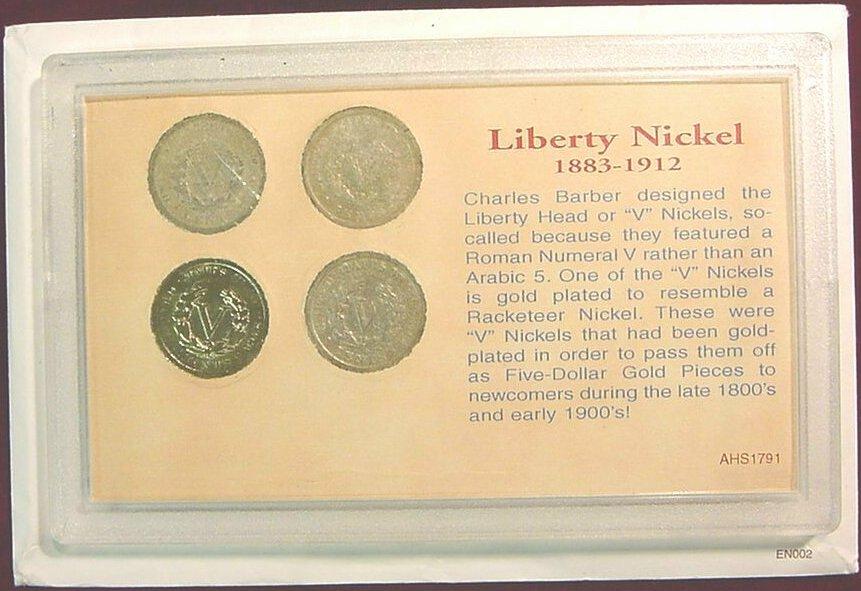 Liberty Nickel
1883-1912
Charles Barber designed the
Liberty Head or “V” Nickels, so-
called because they featured a
Roman Numeral V rather than an
Arabic 5. One of the “V” Nickels
is gold plated to resemble a
Racketeer Nickel. These were
“V” Nickels that had been gold-
plated in order to pass them off
as Five-Dollar Gold Pieces to
newcomers during the late 1800’s
and early 1900’s!
AHS1791
EN002
V
V
V